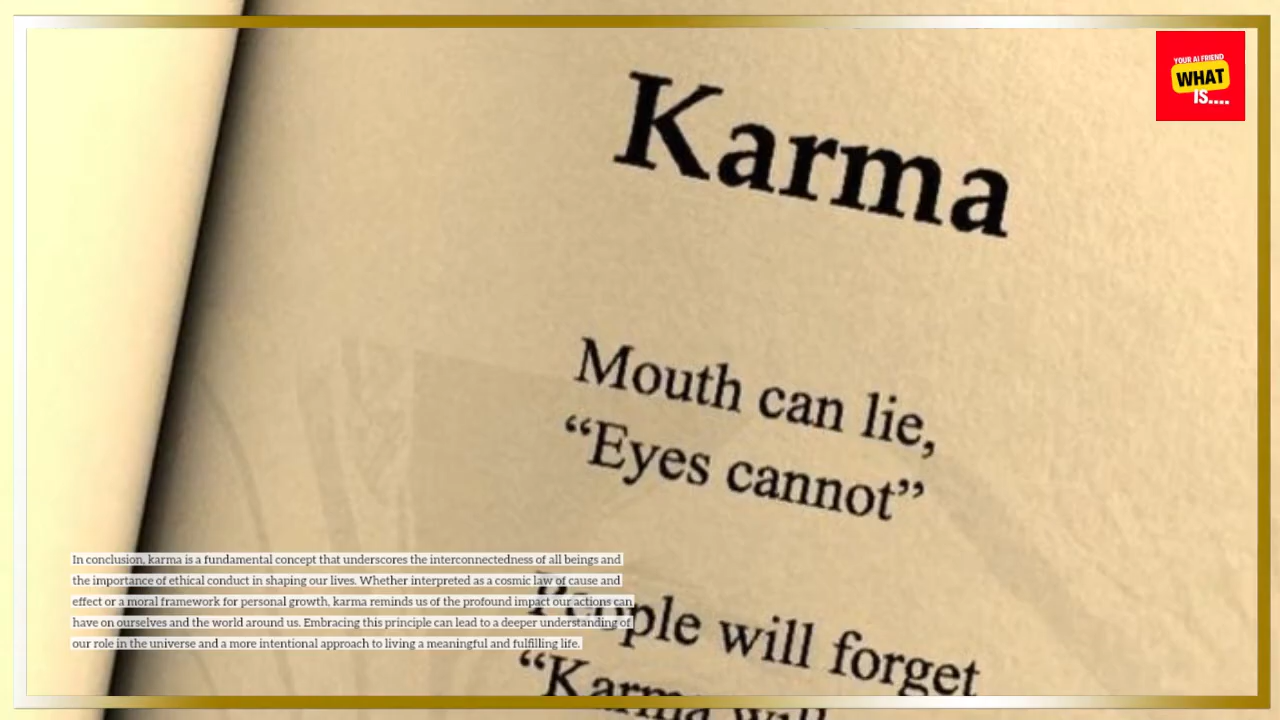 YOUR AI FRIEND
WHAT
IS....
Karma
Mouth can lie,
“Eyes cannot”
People will forget
“Karma will
In conclusion, karma is a fundamental concept that underscores the interconnectedness of all beings and
the importance of ethical conduct in shaping our lives. Whether interpreted as a cosmic law of cause and
effect or a moral framework for personal growth, karma reminds us of the profound impact our actions can
have on ourselves and the world around us. Embracing this principle can lead to a deeper understanding of
our role in the universe and a more intentional approach to living a meaningful and fulfilling life.